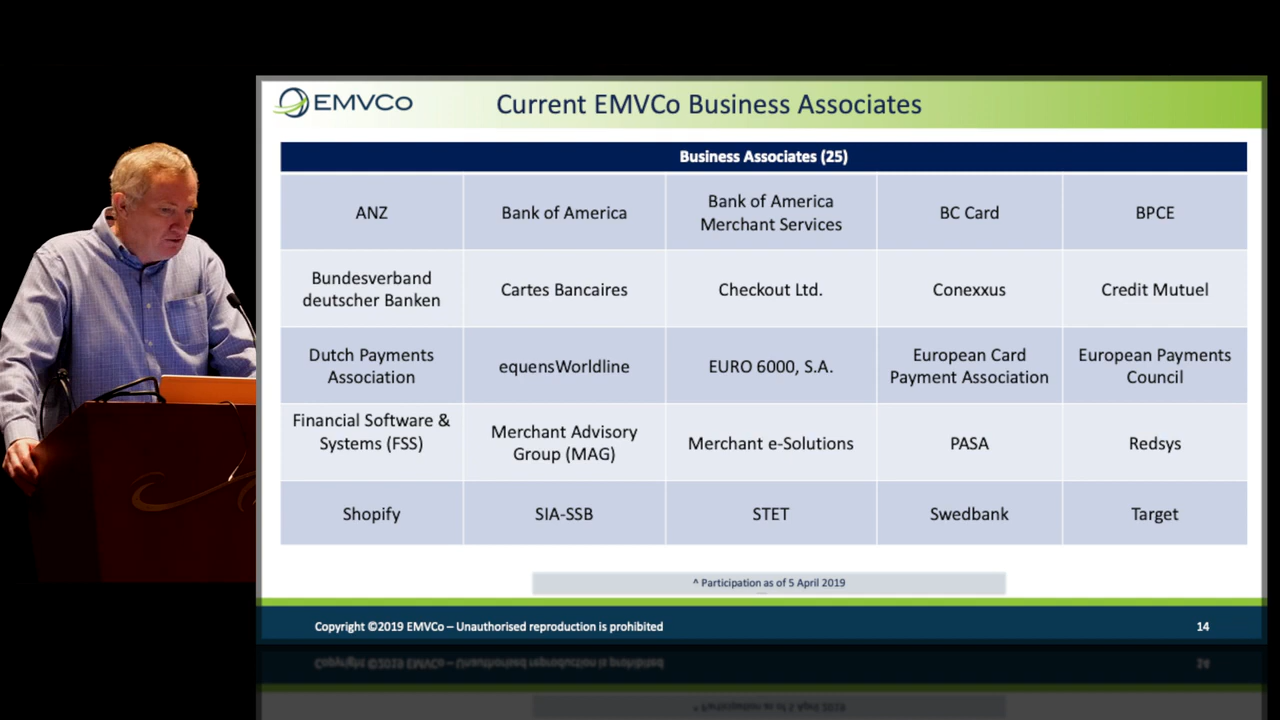 EMVCo
Current EMVCo Business Associates
Business Associates (25)
ANZ
Bank of America
Bank of America
Merchant Services
BC Card
BPCE
Bundesverband
deutscher Banken
Cartes Bancaires
Checkout Ltd.
Conexxus
Credit Mutuel
Dutch Payments
Association
equensWorldline
EURO 6000, S.A.
European Card
Payment Association
European Payments
Council
Financial Software &
Systems (FSS)
Merchant Advisory
Group (MAG)
Merchant e-Solutions
PASA
Redsys
Shopify
SIA-SSB
STET
Swedbank
Target
^ Participation as of 5 April 2019
Copyright ©2019 EMVCo – Unauthorised reproduction is prohibited
14